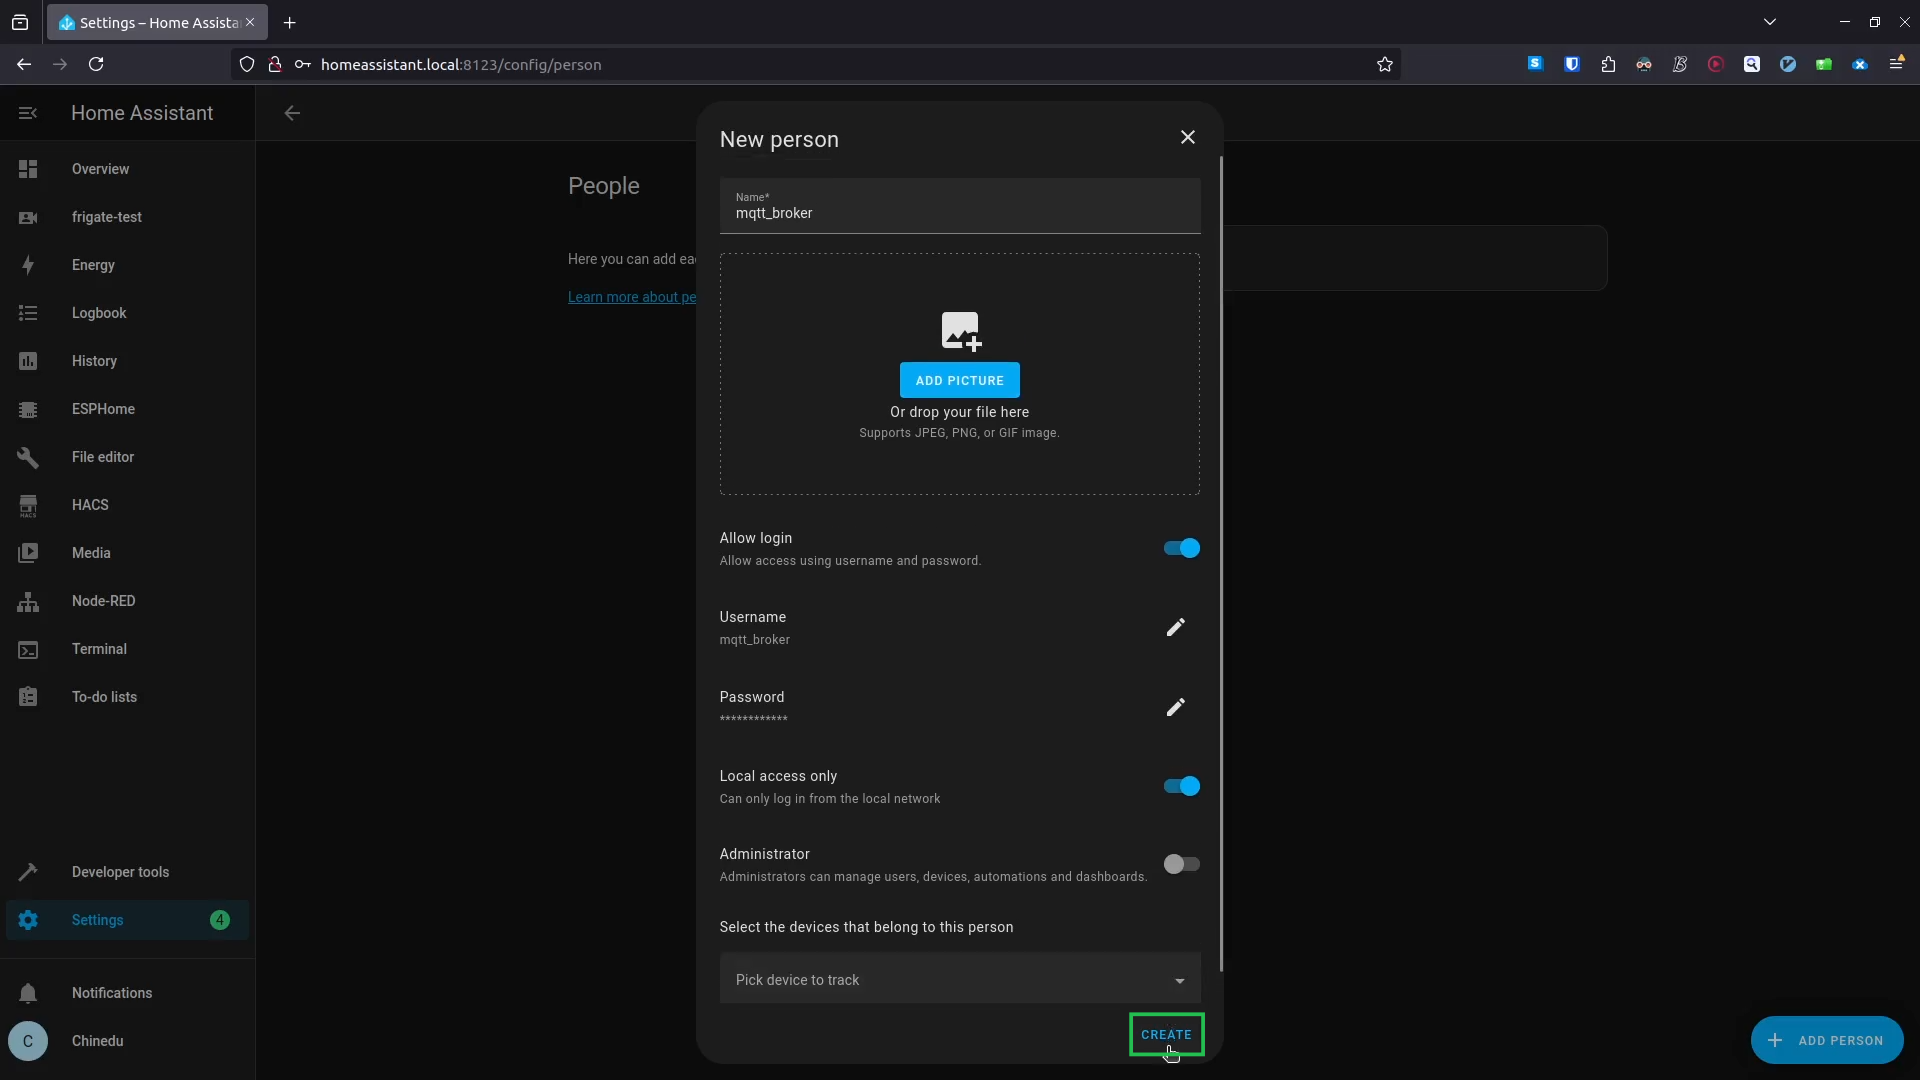 Settings – Home Assista
homeassistant.local:8123/config/person
Home Assistant
Overview
frigate-test
Energy
Logbook
History
ESPHome
File editor
HACS
HACS
Media
Node-RED
Terminal
To-do lists
Developer tools
Settings
4
Notifications
C
Chinedu
People
Here you can add ea
Learn more about pe
New person
Name*
mqtt_broker
ADD PICTURE
Or drop your file here
Supports JPEG, PNG, or GIF image.
Allow login
Allow access using username and password.
Username
mqtt_broker
Password
************
Local access only
Can only log in from the local network
Administrator
Administrators can manage users, devices, automations and dashboards.
Select the devices that belong to this person
Pick device to track
CREATE
ADD PERSON